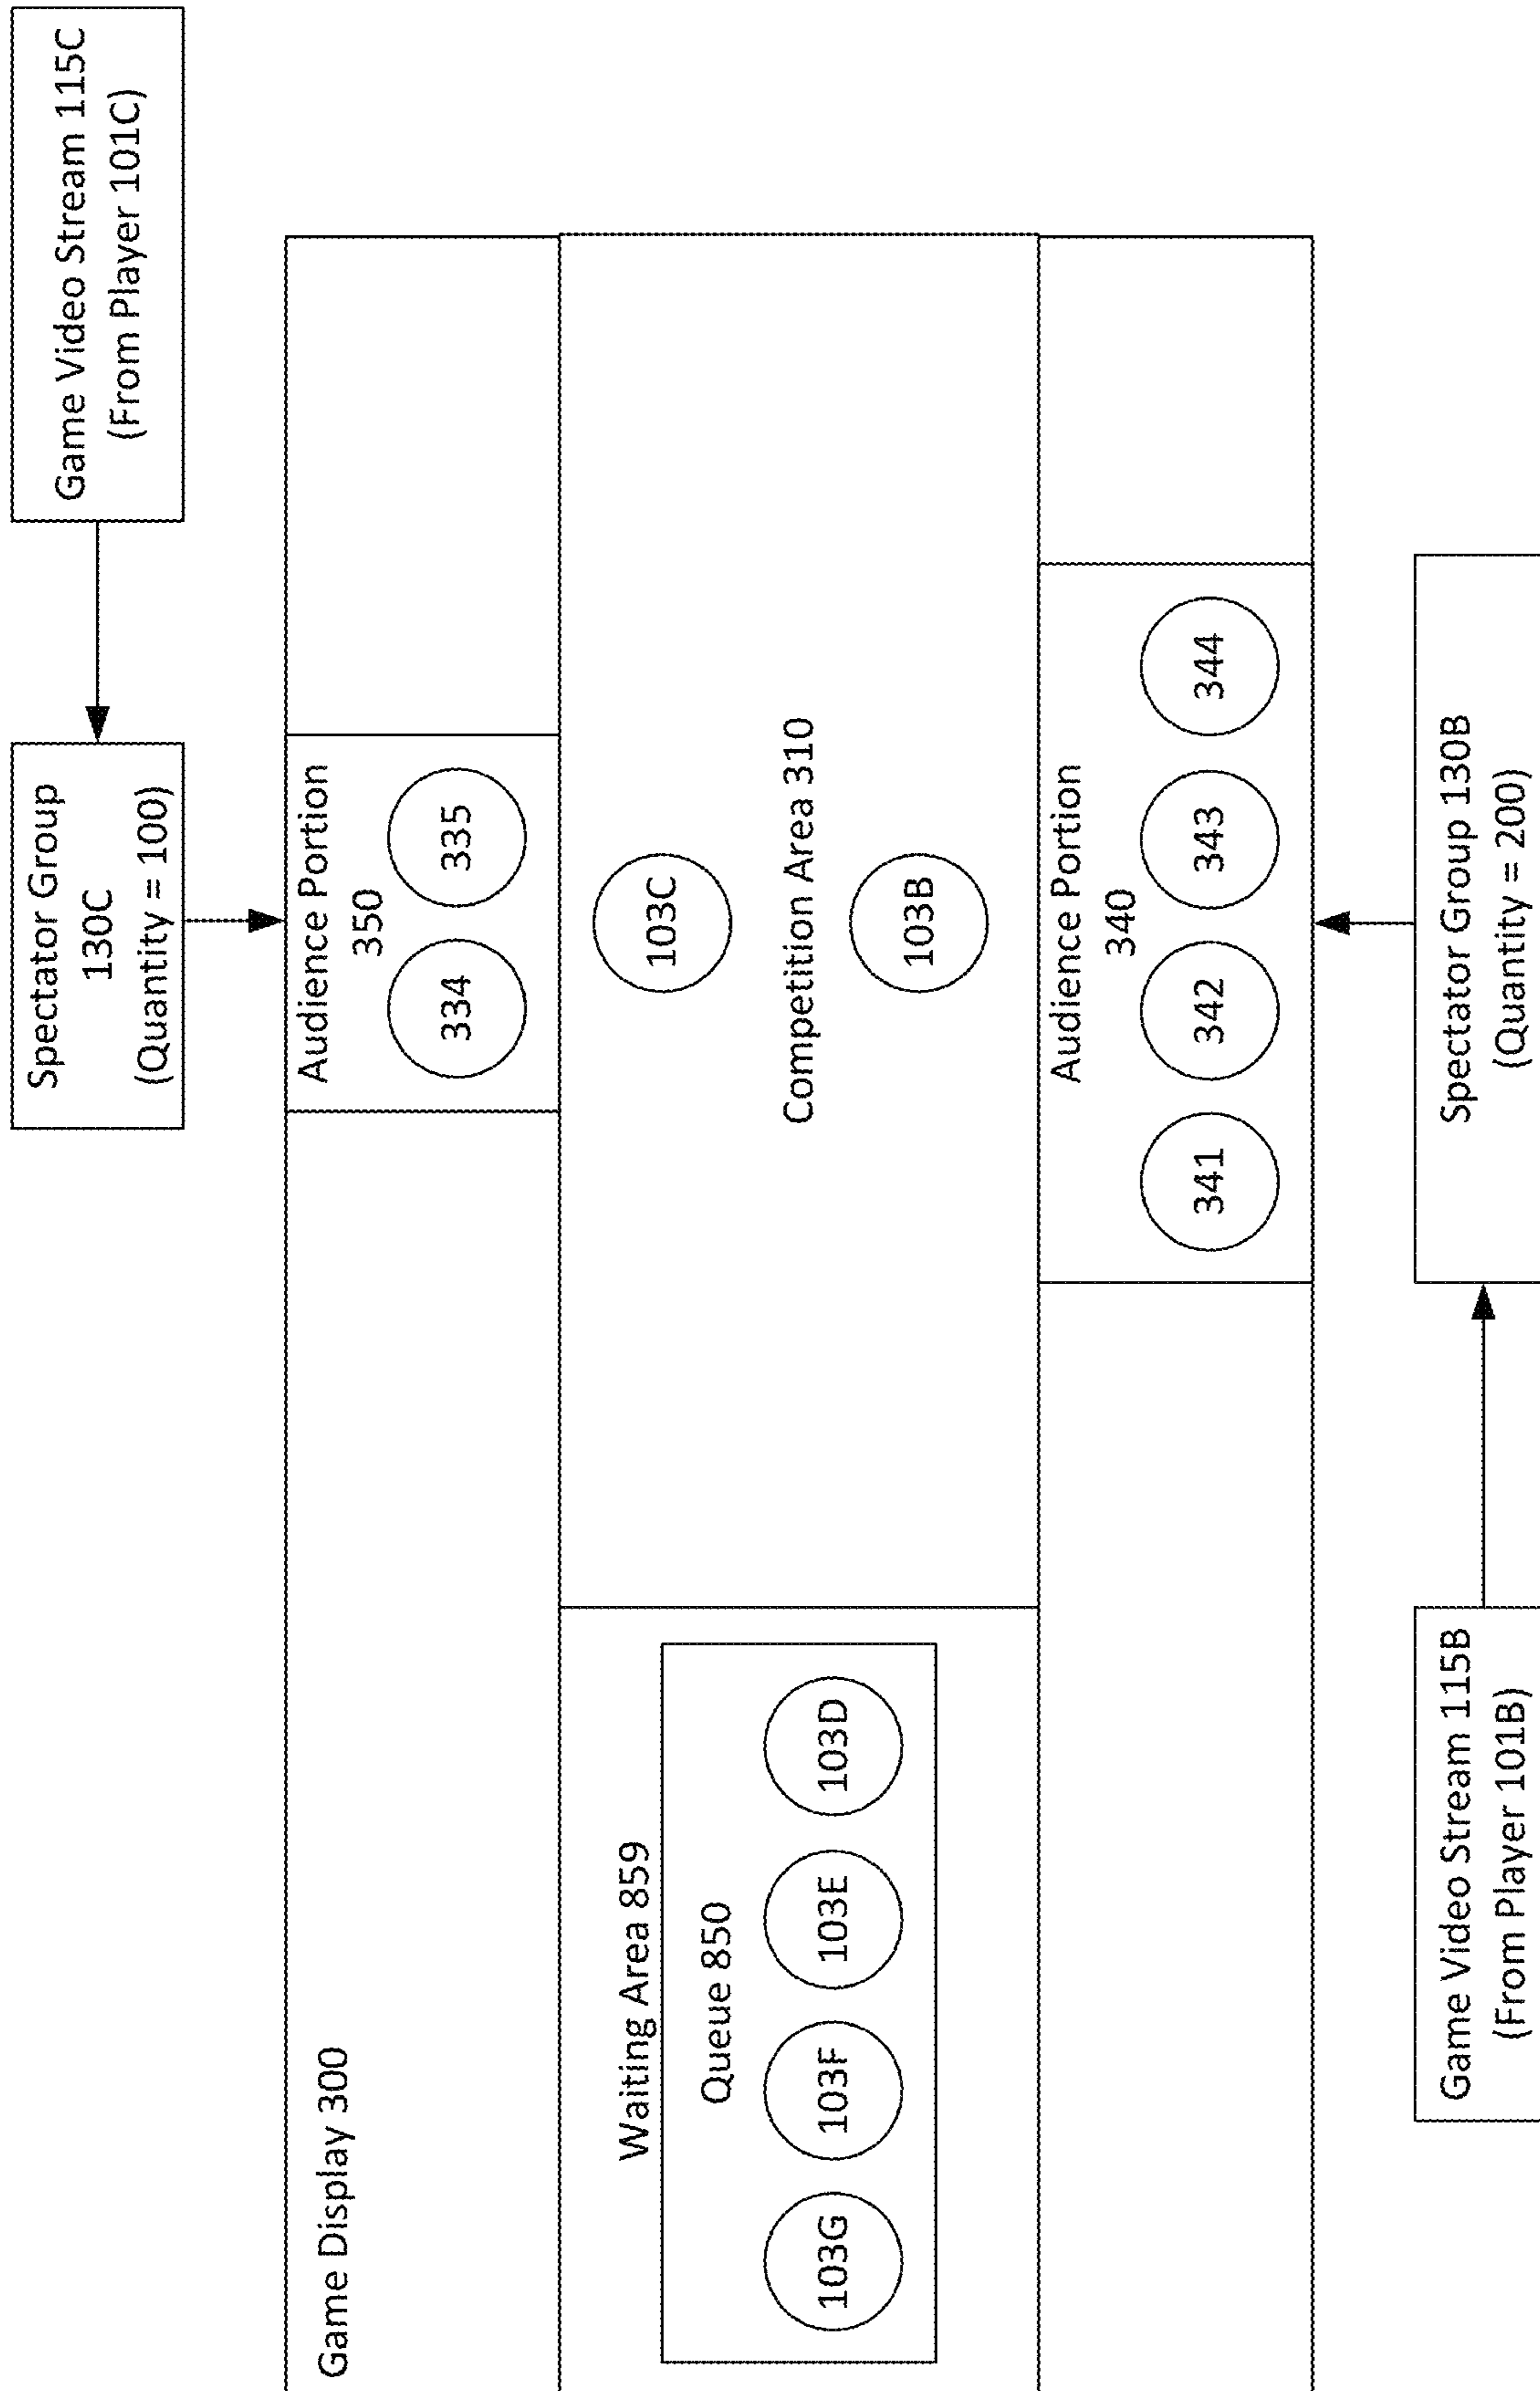 Game Video Stream 115C
(From Player 101C)
Spectator Group
130C
(Quantity = 100)
Game Display 300
Audience Portion
350
334
335
Waiting Area 859
Queue 850
103G
103F
103E
103D
103C
Competition Area 310
103B
Audience Portion
340
341
342
343
344
Game Video Stream 115B
(From Player 101B)
Spectator Group 130B
(Quantity = 200)